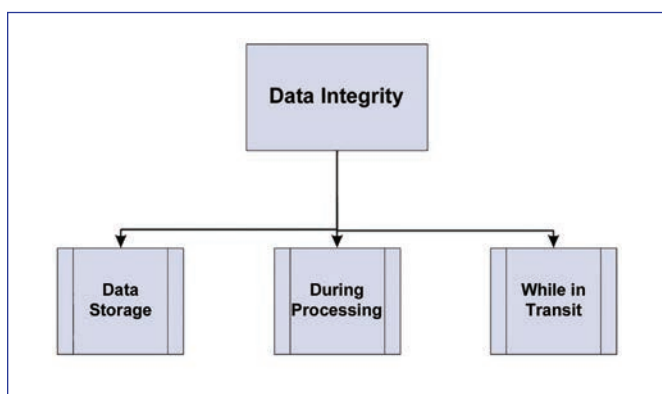 Data Integrity
Data
Storage
During
Processing
While in
Transit